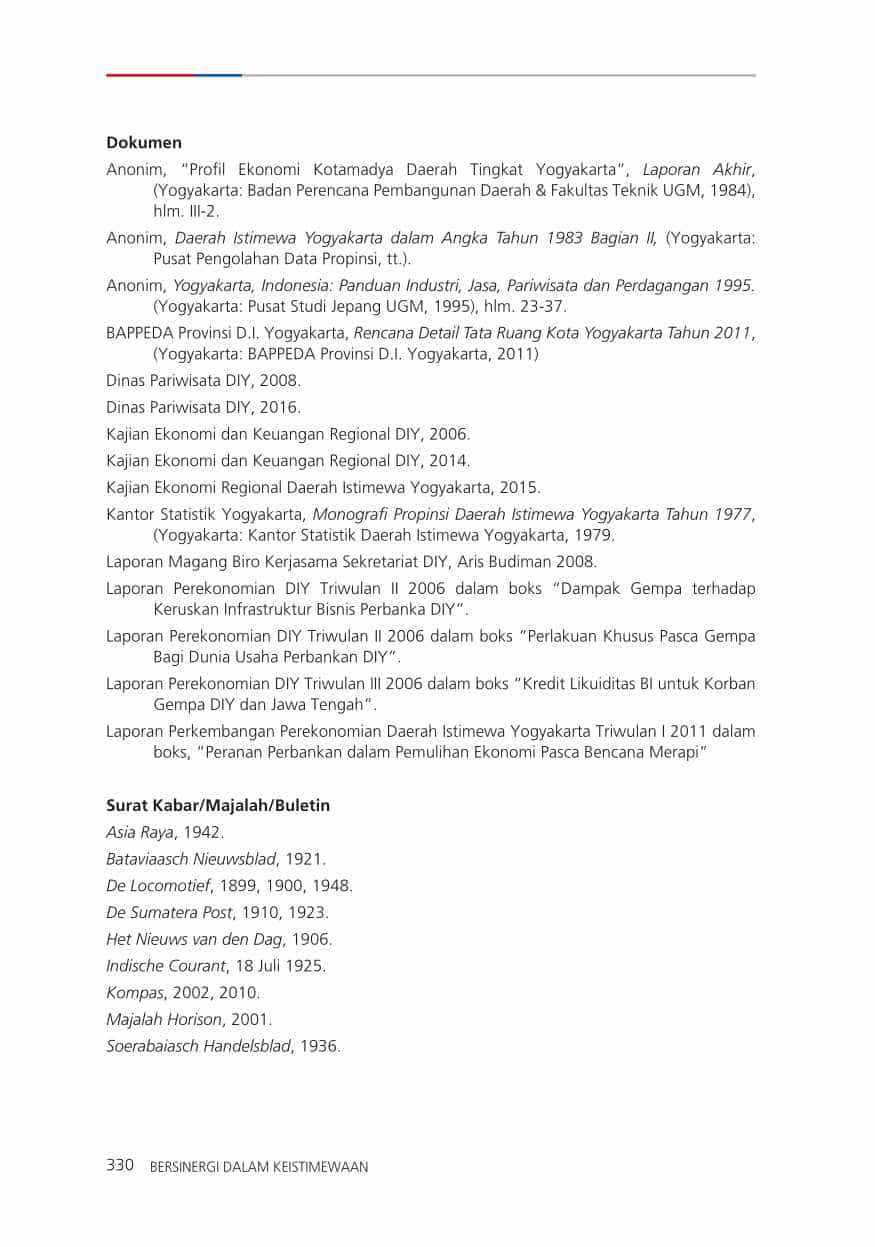 Dokumen
Anonim, “Profil Ekonomi Kotamadya Daerah Tingkat Yogyakarta”, Laporan Akhir,
(Yogyakarta: Badan Perencana Pembangunan Daerah & Fakultas Teknik UGM, 1984),
hlm. III-2.
Anonim, Daerah Istimewa Yogyakarta dalam Angka Tahun 1983 Bagian II, (Yogyakarta:
Pusat Pengolahan Data Propinsi, tt.).
Anonim, Yogyakarta, Indonesia: Panduan Industri, Jasa, Pariwisata dan Perdagangan 1995.
(Yogyakarta: Pusat Studi Jepang UGM, 1995), hlm. 23-37.
BAPPEDA Provinsi D.I. Yogyakarta, Rencana Detail Tata Ruang Kota Yogyakarta Tahun 2011,
(Yogyakarta: BAPPEDA Provinsi D.I. Yogyakarta, 2011)
Dinas Pariwisata DIY, 2008.
Dinas Pariwisata DIY, 2016.
Kajian Ekonomi dan Keuangan Regional DIY, 2006.
Kajian Ekonomi dan Keuangan Regional DIY, 2014.
Kajian Ekonomi Regional Daerah Istimewa Yogyakarta, 2015.
Kantor Statistik Yogyakarta, Monografi Propinsi Daerah Istimewa Yogyakarta Tahun 1977,
(Yogyakarta: Kantor Statistik Daerah Istimewa Yogyakarta, 1979.
Laporan Magang Biro Kerjasama Sekretariat DIY, Aris Budiman 2008.
Laporan Perekonomian DIY Triwulan II 2006 dalam boks “Dampak Gempa terhadap
Keruskan Infrastruktur Bisnis Perbanka DIY”.
Laporan Perekonomian DIY Triwulan II 2006 dalam boks “Perlakuan Khusus Pasca Gempa
Bagi Dunia Usaha Perbankan DIY”.
Laporan Perekonomian DIY Triwulan III 2006 dalam boks “Kredit Likuiditas BI untuk Korban
Gempa DIY dan Jawa Tengah”.
Laporan Perkembangan Perekonomian Daerah Istimewa Yogyakarta Triwulan I 2011 dalam
boks, “Peranan Perbankan dalam Pemulihan Ekonomi Pasca Bencana Merapi”
Surat Kabar/Majalah/Buletin
Asia Raya, 1942.
Bataviaasch Nieuwsblad, 1921.
De Locomotief, 1899, 1900, 1948.
De Sumatera Post, 1910, 1923.
Het Nieuws van den Dag, 1906.
Indische Courant, 18 Juli 1925.
Kompas, 2002, 2010.
Majalah Horison, 2001.
Soerabaiasch Handelsblad, 1936.
330 BERSINERGI DALAM KEISTIMEWAAN